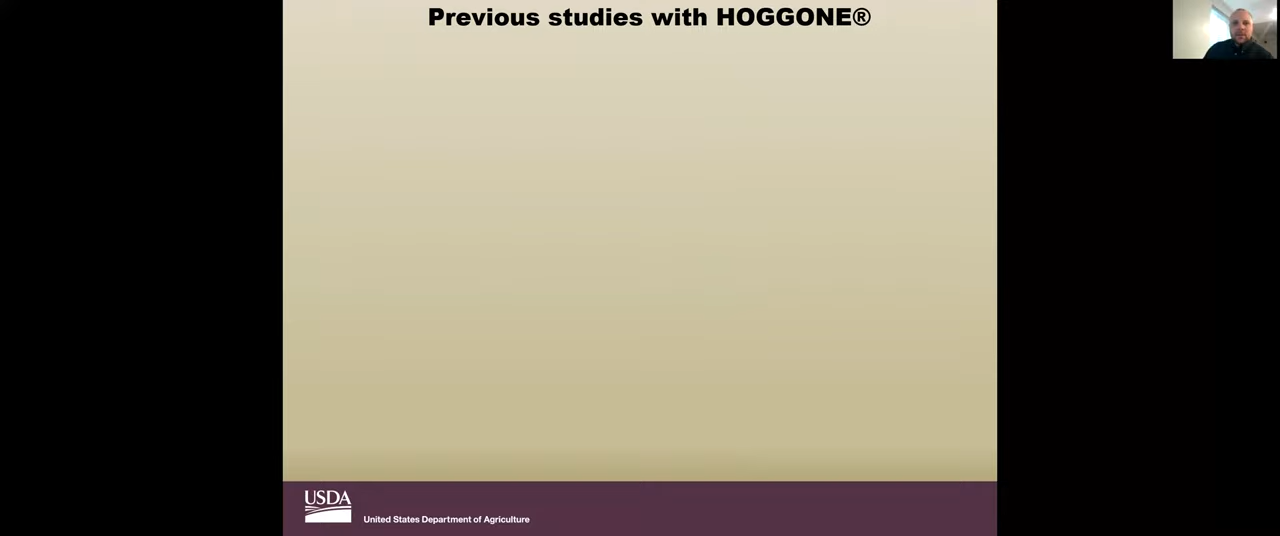 Previous studies with HOGGONE®
USDA
United States Department of Agriculture